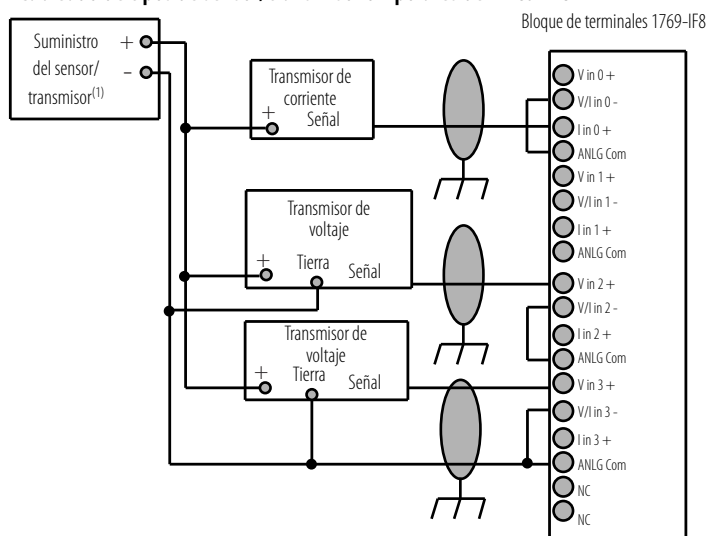 Bloque de terminales 1769-IF8
Suministro
del sensor/
transmisor(1)
+
-
Transmisor de
corriente
+
Señal
Transmisor de
voltaje
+
Tierra
Señal
Transmisor de
voltaje
+
Tierra
Señal
V in 0 +
V/I in 0 -
I in 0 +
ANLG Com
V in 1 +
V/I in 1 -
I in 1 +
ANLG Com
V in 2 +
V/I in 2 -
I in 2 +
ANLG Com
V in 3 +
V/I in 3 -
I in 3 +
ANLG Com
NC
NC